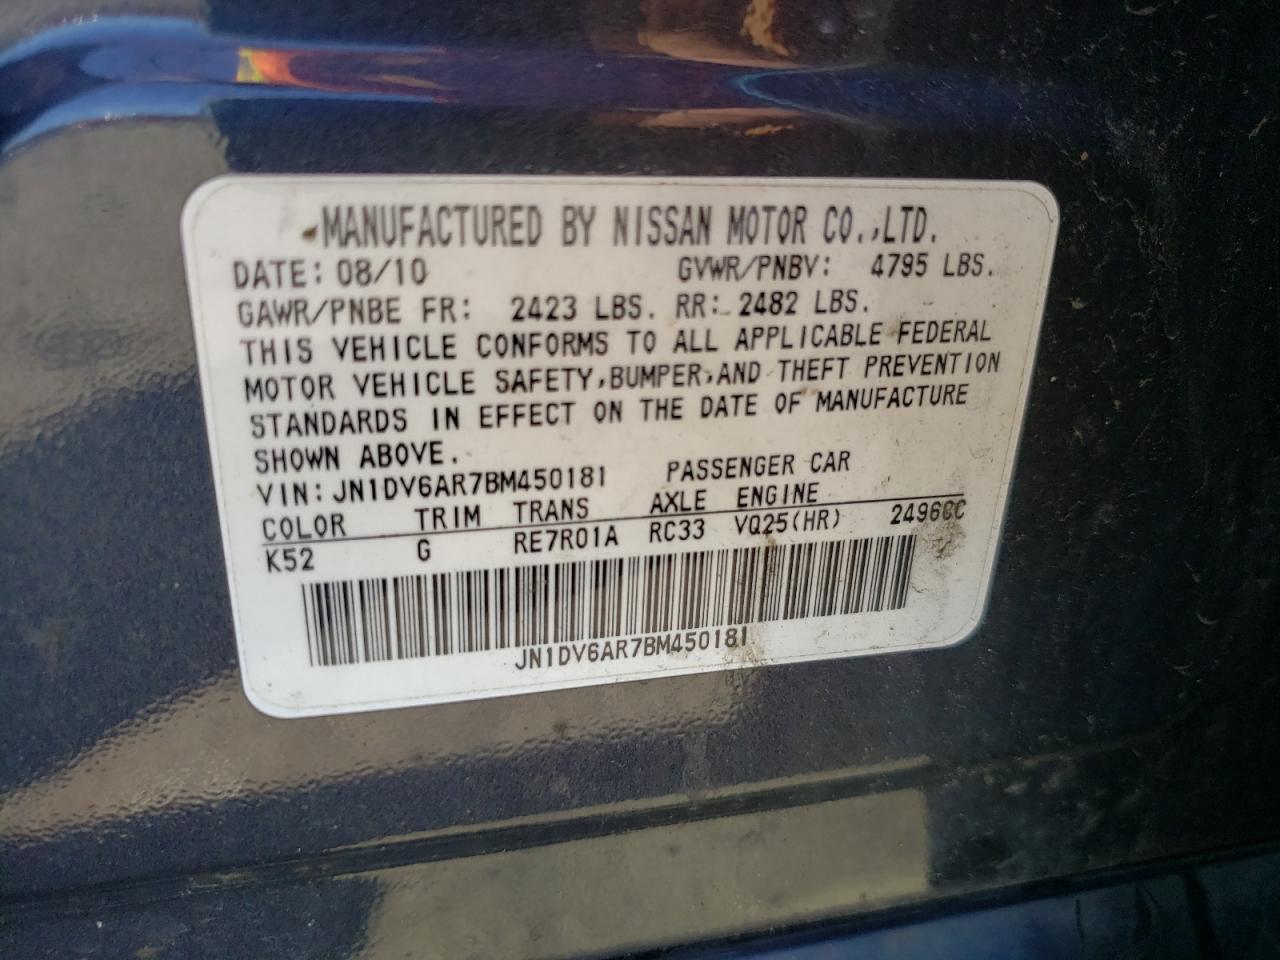 MANUFACTURED BY NISSAN MOTOR CO.,LTD.
DATE: 08/10 GVWR/PNBV: 4795 LBS.
GAWR/PNBE FR: 2423 LBS. RR: 2482 LBS.
THIS VEHICLE CONFORMS TO ALL APPLICABLE FEDERAL
MOTOR VEHICLE SAFETY,BUMPER,AND THEFT PREVENTION
STANDARDS IN EFFECT ON THE DATE OF MANUFACTURE
SHOWN ABOVE.
VIN: JN1DV6AR7BM450181 PASSENGER CAR
COLOR TRIM TRANS AXLE ENGINE
K52 G RE7R01A RC33 VQ25(HR) 2496CC
JN1DV6AR7BM450181